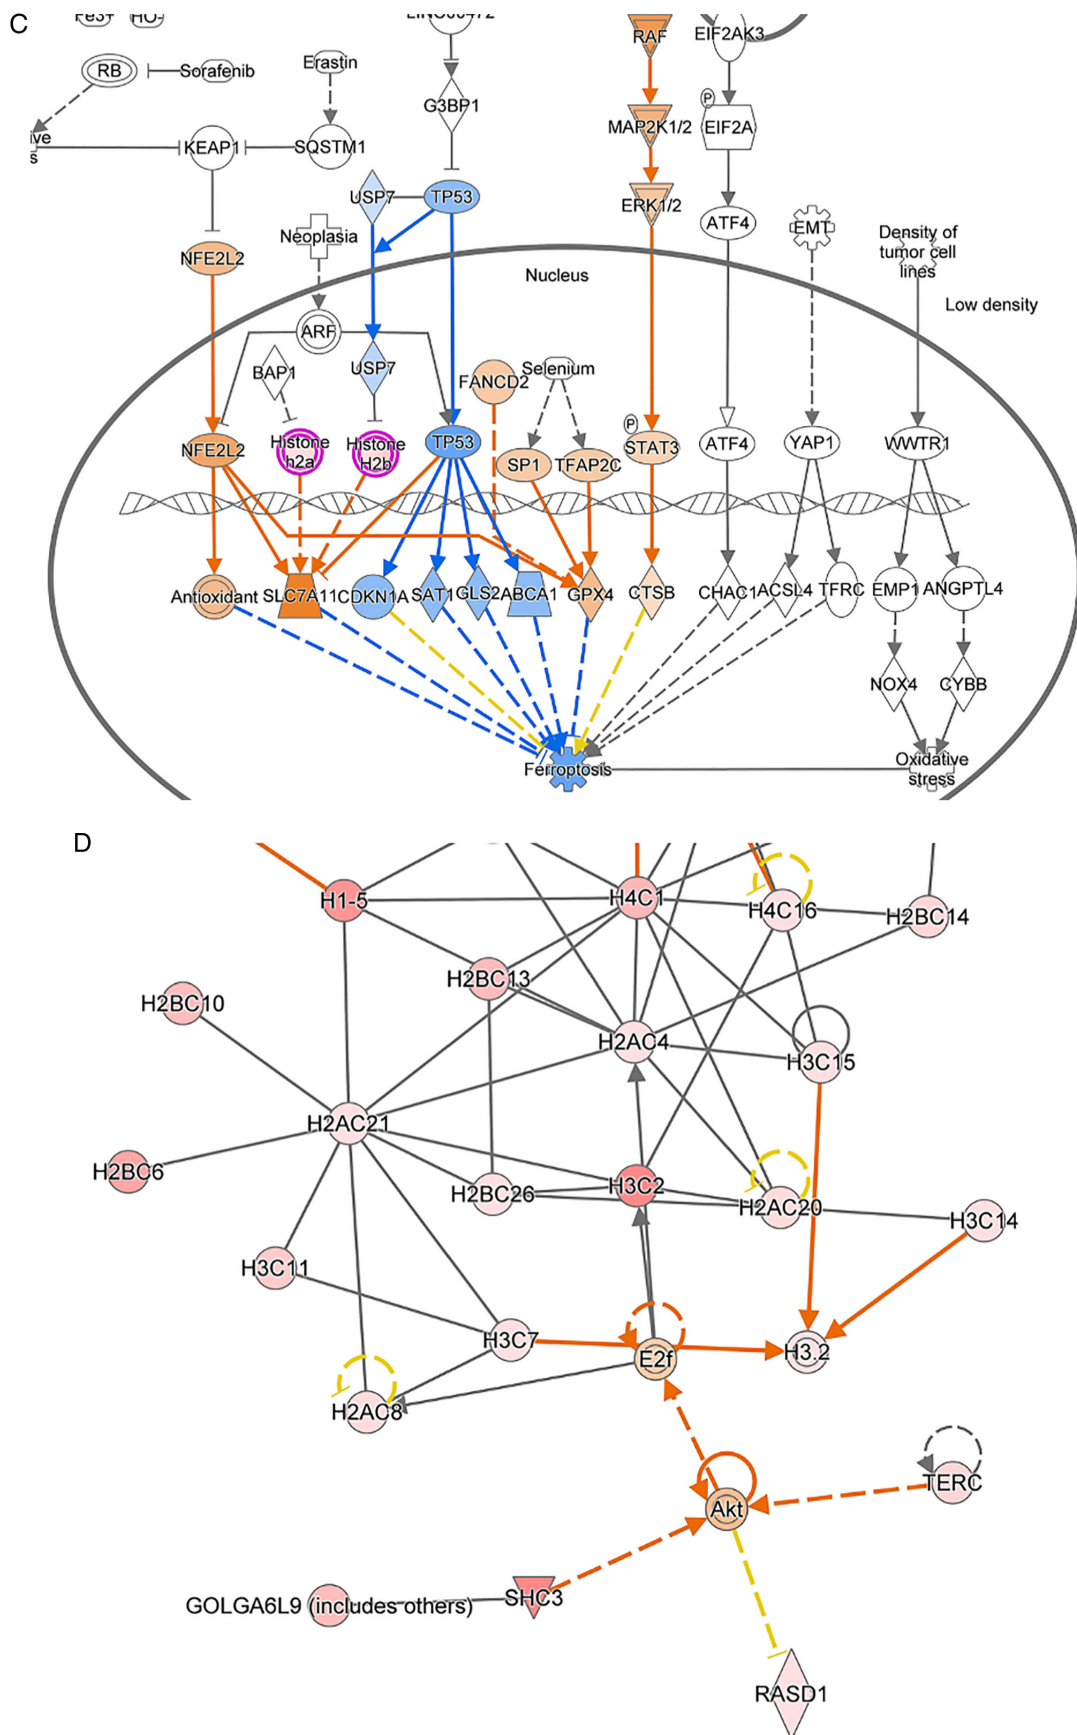 C
Fe3+
HO-
LINC00472
RAF
EIF2AK3
RB
Sorafenib
Erastin
G3BP1
P
MAP2K1/2
EIF2A
ive
s
KEAP1
SQSTM1
USP7
TP53
ERK1/2
ATF4
EMT
Neoplasia
Density of
tumor cell
lines
NFE2L2
Nucleus
Low density
ARF
BAP1
USP7
FANCD2
Selenium
P
NFE2L2
Histone
h2a
Histone
H2b
TP53
SP1
TFAP2C
STAT3
ATF4
YAP1
WWTR1
Antioxidant
SLC7A11
CDKN1A
SAT1
GLS2
ABCA1
GPX4
CTSB
CHAC1
ACSL4
TFRC
EMP1
ANGPTL4
NOX4
CYBB
Ferroptosis
Oxidative
stress
D
H1-5
H4C1
H4C16
H2BC14
H2BC13
H2BC10
H2AC4
H3C15
H2AC21
H2BC6
H2BC26
H3C2
H2AC20
H3C14
H3C11
H3C7
E2f
H3.2
H2AC8
TERC
Akt
GOLGA6L9 (includes others)
SHC3
RASD1